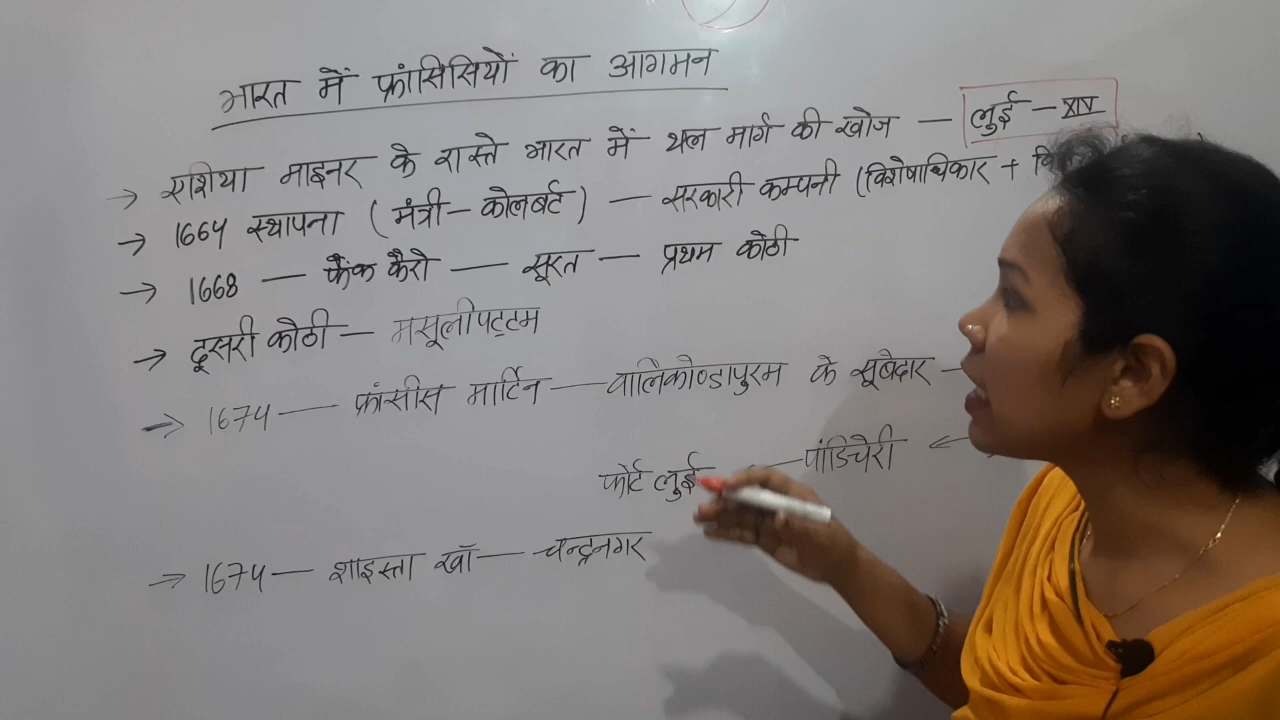 भारत में फ्रांसिसियों का आगमन
→ एशिया माइनर के रास्ते भारत में थल मार्ग की खोज — लुई - XIV
→ 1664 स्थापना (मंत्री - कोलबर्ट) — सरकारी कम्पनी (विशेषाधिकार +
→ 1668 — फ्रैंक कैरो — सूरत — प्रथम कोठी
→ दूसरी कोठी — मसूलीपट्टम
→ 1674 — फ्रांसीस मार्टिन — वालिकोण्डापुरम के सूबेदार —
फोर्ट लुई — पांडिचेरी ←
→ 1674 — शाइस्ता खाँ — चन्द्रनगर